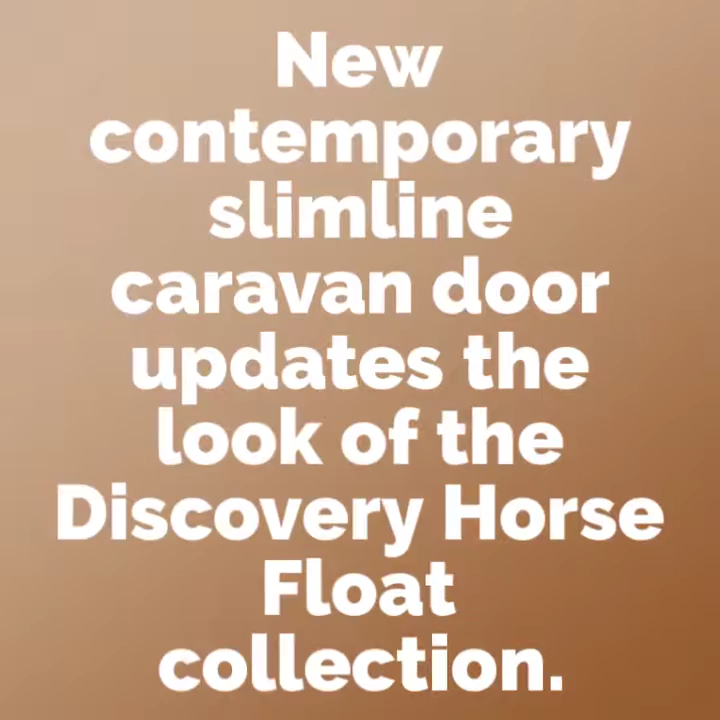 New
contemporary
slimline
caravan door
updates the
look of the
Discovery Horse
Float
collection.